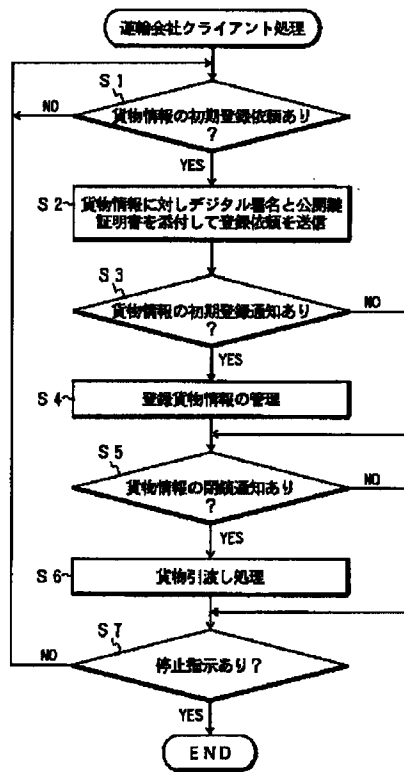 運輸会社クライアント処理
S1
貨物情報の初期登録依頼あり
?
NO
YES
S2
貨物情報に対しデジタル署名と公開鍵
証明書を添付して登録依頼を送信
S3
貨物情報の初期登録通知あり
?
NO
YES
S4
登録貨物情報の管理
S5
貨物情報の閉鎖通知あり
?
NO
YES
S6
貨物引渡し処理
S7
停止指示あり?
NO
YES
END